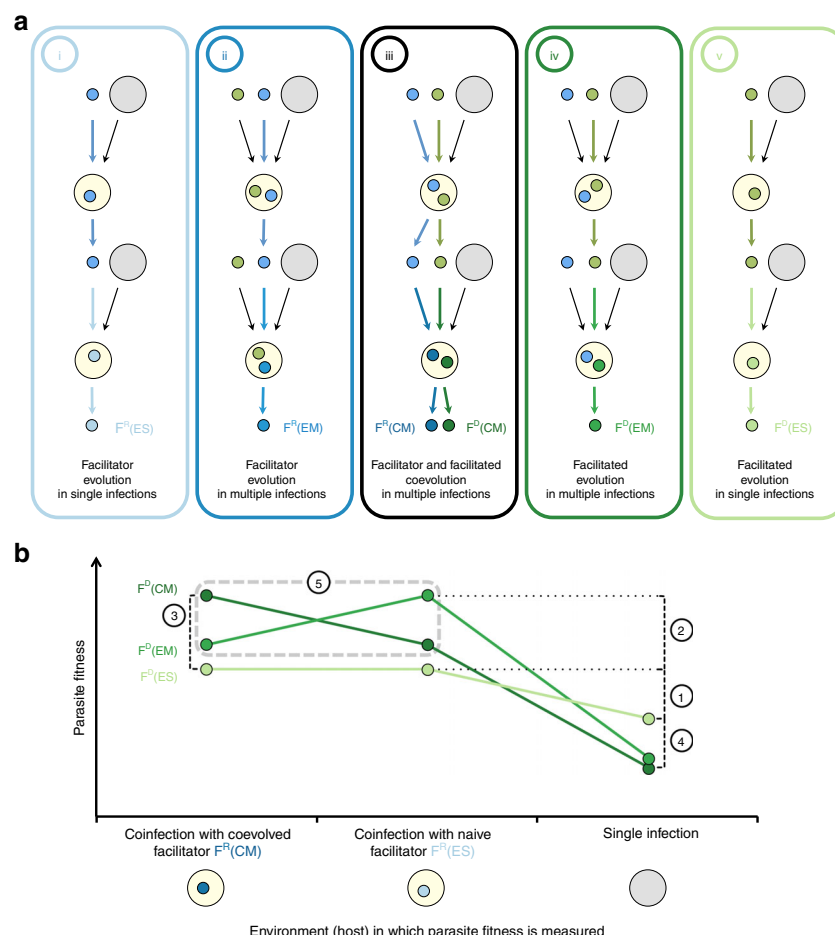 a
i
ii
iii
iv
v
F^R(ES)
F^R(EM)
F^R(CM)
F^D(CM)
F^D(EM)
F^D(ES)
Facilitator
evolution
in single infections
Facilitator
evolution
in multiple infections
Facilitator and facilitated
coevolution
in multiple infections
Facilitated
evolution
in multiple infections
Facilitated
evolution
in single infections
b
Parasite fitness
F^D(CM)
F^D(EM)
F^D(ES)
3
5
2
1
4
Coinfection with coevolved
facilitator F^R(CM)
Coinfection with naive
facilitator F^R(ES)
Single infection
Environment (host) in which parasite fitness is measured